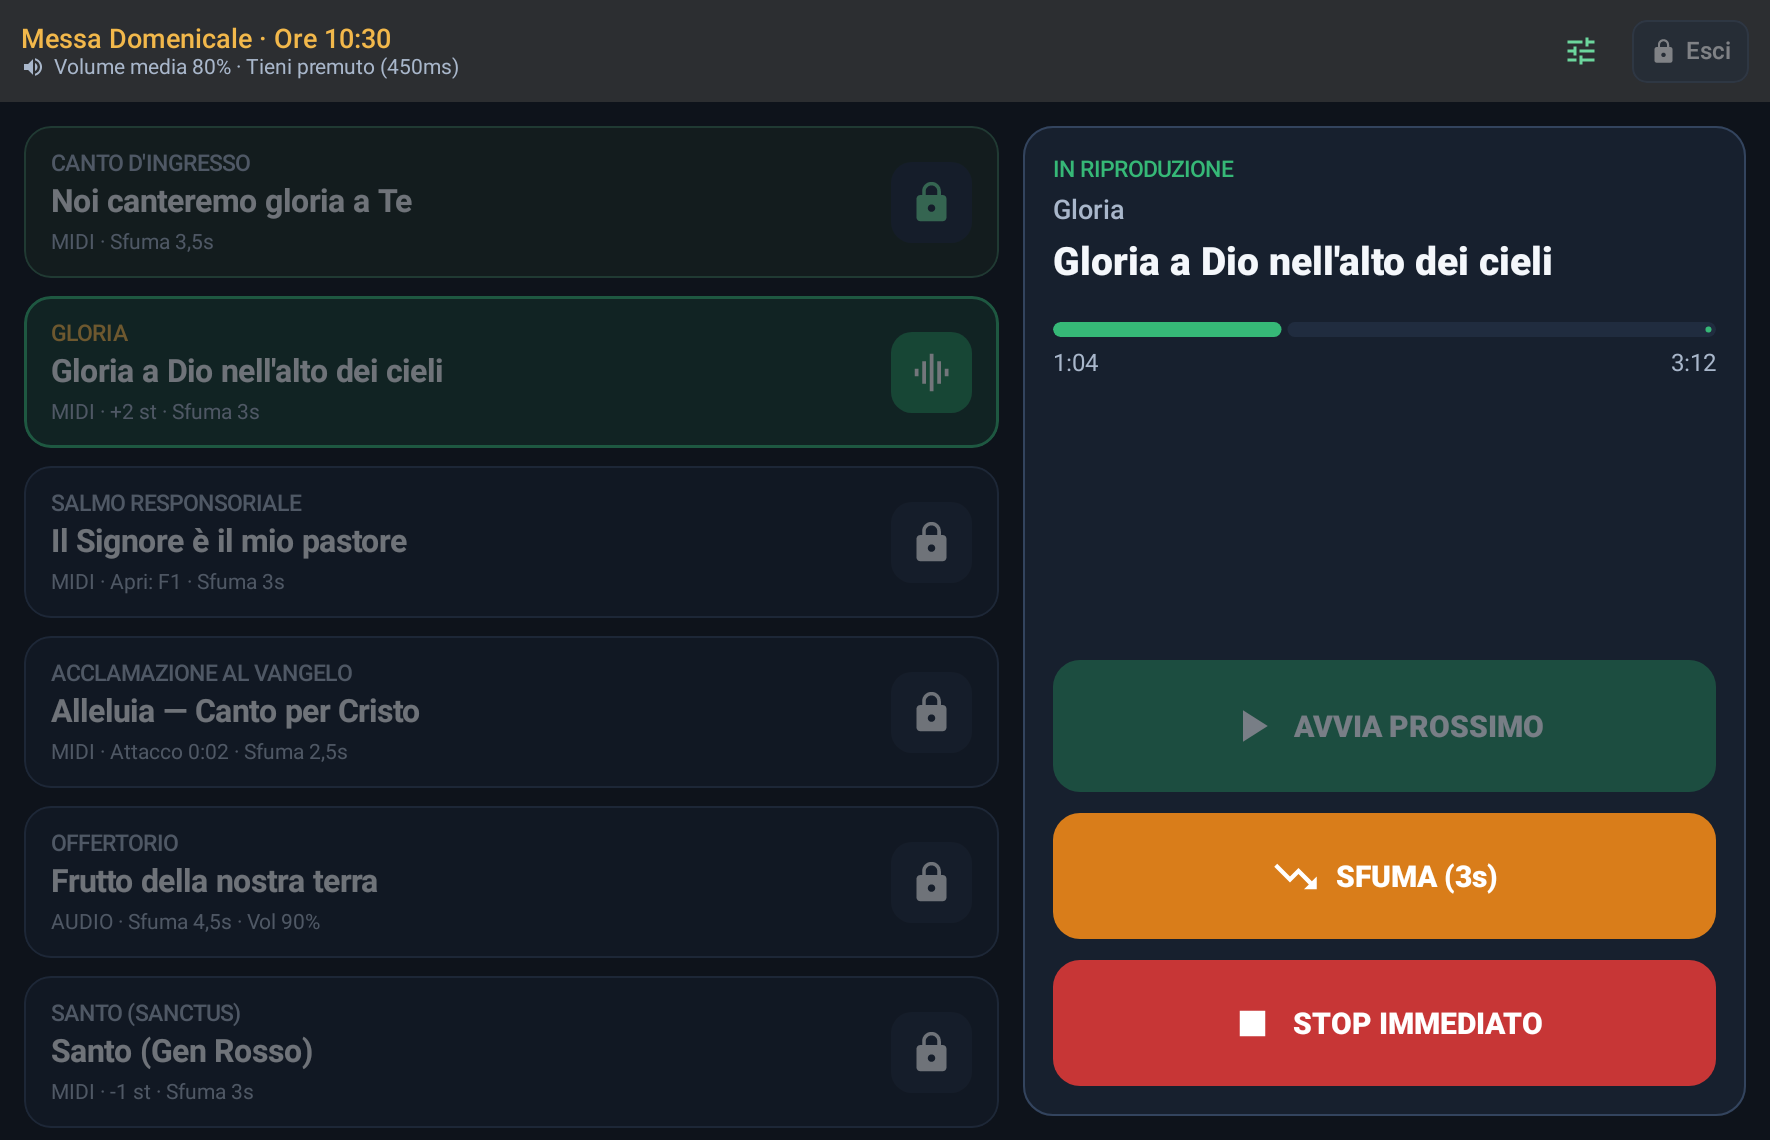 Messa Domenicale · Ore 10:30
Volume media 80% · Tieni premuto (450ms)
Esci
CANTO D'INGRESSO
Noi canteremo gloria a Te
MIDI · Sfuma 3,5s
GLORIA
Gloria a Dio nell'alto dei cieli
MIDI · +2 st · Sfuma 3s
SALMO RESPONSORIALE
Il Signore è il mio pastore
MIDI · Apri: F1 · Sfuma 3s
ACCLAMAZIONE AL VANGELO
Alleluia — Canto per Cristo
MIDI · Attacco 0:02 · Sfuma 2,5s
OFFERTORIO
Frutto della nostra terra
AUDIO · Sfuma 4,5s · Vol 90%
SANTO (SANCTUS)
Santo (Gen Rosso)
MIDI · -1 st · Sfuma 3s
IN RIPRODUZIONE
Gloria
Gloria a Dio nell'alto dei cieli
1:04 3:12
AVVIA PROSSIMO
SFUMA (3s)
STOP IMMEDIATO